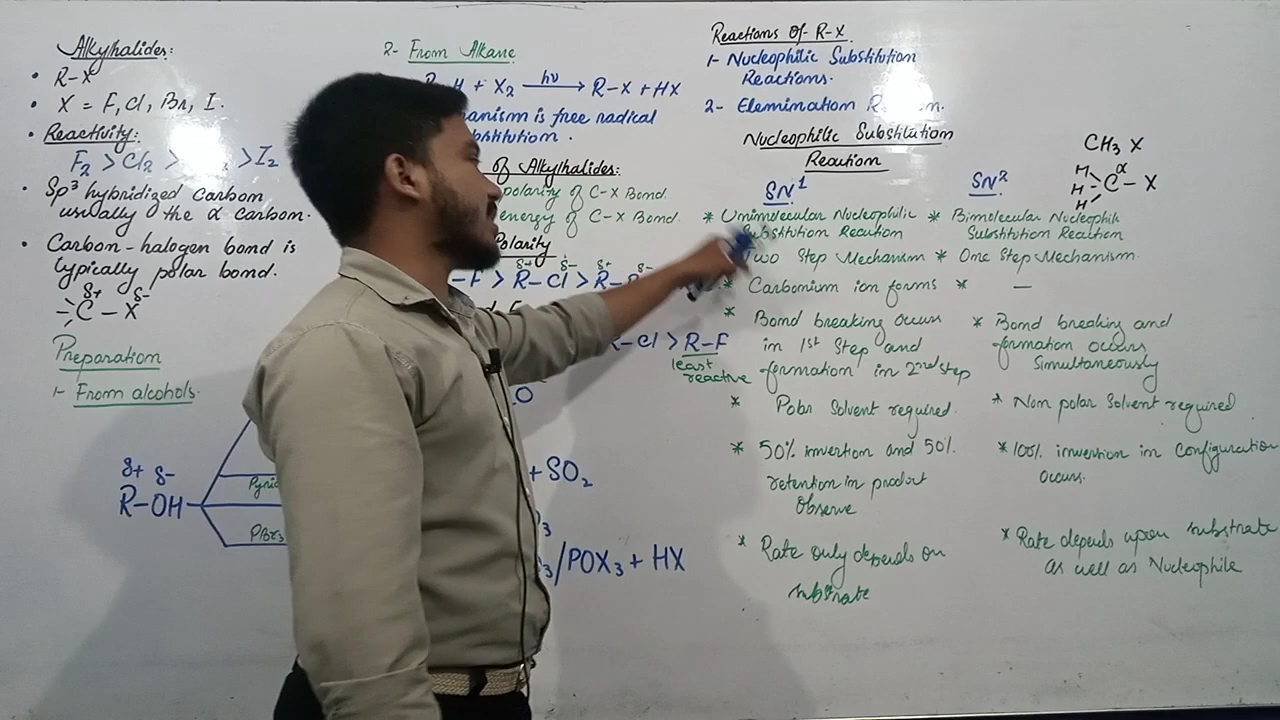 Alkylhalides:
• R-X
• X = F, Cl, Br, I.
• Reactivity:
F₂ > Cl₂ > > I₂
• Sp³ hybridized Carbon
usually the α carbon.
• Carbon-halogen bond is
typically polar bond.
δ+ δ-
-C-X
Preparation
1- From alcohols.
δ+ δ-
R-OH
PBr₃
2- From Alkane
H + X₂ hν → R-X + HX
is free radical
.
of Alkylhalides:
polarity of C-X Bond.
energy of C-X Bond.
Polarity
δ+ δ- δ+ δ-
-F > R-Cl > R-
R-Cl > R-F
least
reactive
O
+ SO₂
₃
₃/POX₃ + HX
Reactions Of R-X.
1- Nucleophilic Substitution
Reactions.
2- Elemination
Nucleophilic Substitution
Reaction
SN¹
* Unimolecular Nucleophilic
Substitution Reaction
Two Step Mechanism
* Carbonium ion forms
* Bond breaking occurs
in 1st Step and
formation in 2nd step
* Polar Solvent required.
* 50% invertion and 50%
retention in product
Observe
* Rate only depends on
substrate
SN²
* Bimolecular Nucleophilic
Substitution Reaction
* One Step Mechanism.
* —
* Bond breaking and
formation occurs
Simultaneously
* Non polar Solvent required
* 100% invertion in Configuration
occurs.
* Rate depends upon substrate
as well as Nucleophile
CH₃ X
H α
H - C - X
H